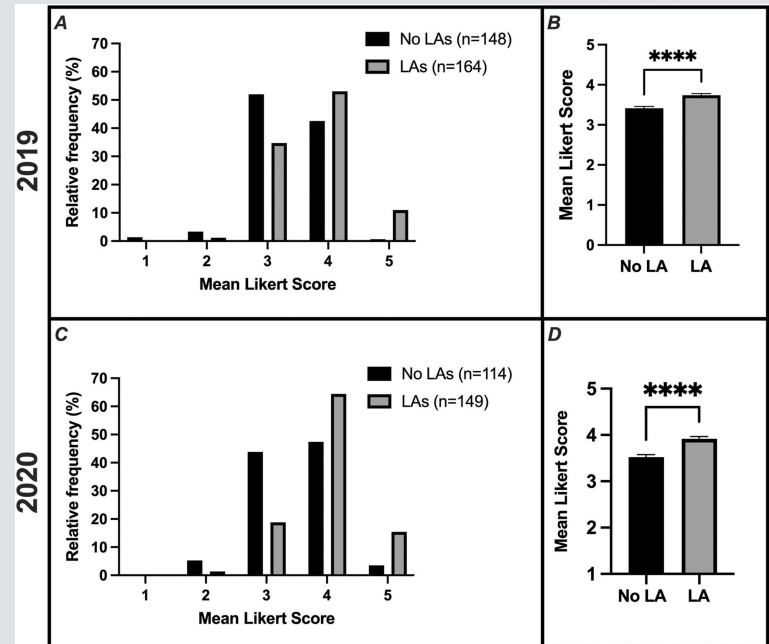 2019
A
Relative frequency (%)
70
60
50
40
30
20
10
0
No LAs (n=148)
LAs (n=164)
1 2 3 4 5
Mean Likert Score
B
Mean Likert Score
5
4
3
2
1
0
****
No LA LA
2020
C
Relative frequency (%)
70
60
50
40
30
20
10
0
No LAs (n=114)
LAs (n=149)
1 2 3 4 5
Mean Likert Score
D
Mean Likert Score
5
4
3
2
1
****
No LA LA